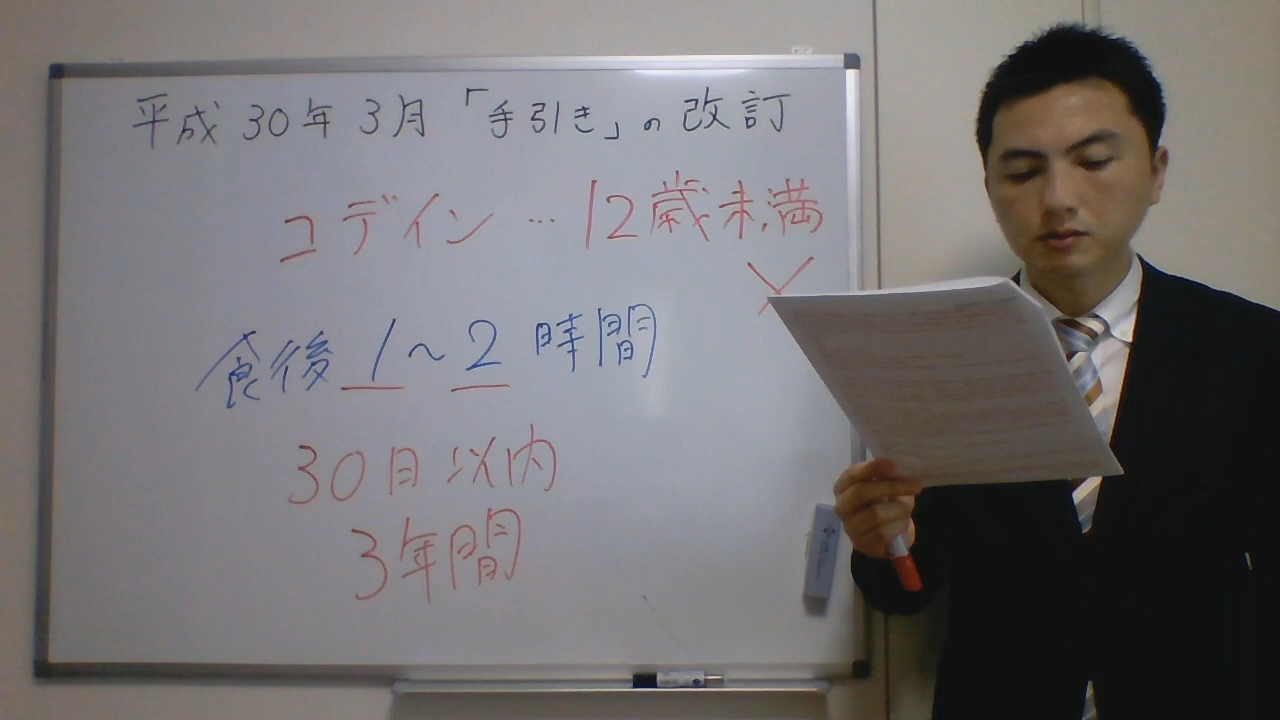 平成30年3月「手引き」の改訂
コデイン…12歳未満
×
食後1～2時間
30日以内
3年間